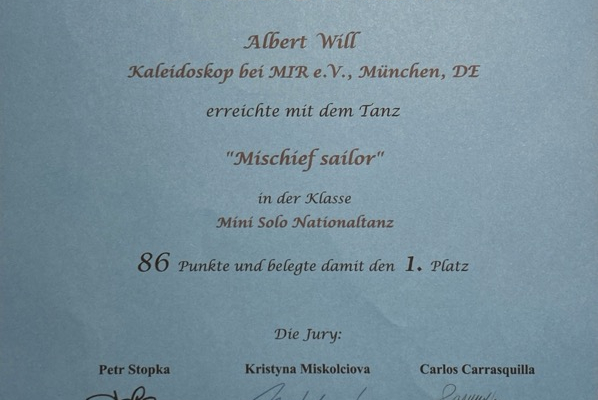 Albert Will
Kaleidoskop bei MIR e.V., München, DE
erreichte mit dem Tanz
"Mischief sailor"
in der Klasse
Mini Solo Nationaltanz
86 Punkte und belegte damit den 1. Platz
Die Jury:
Petr Stopka Kristyna Miskolciova Carlos Carrasquilla